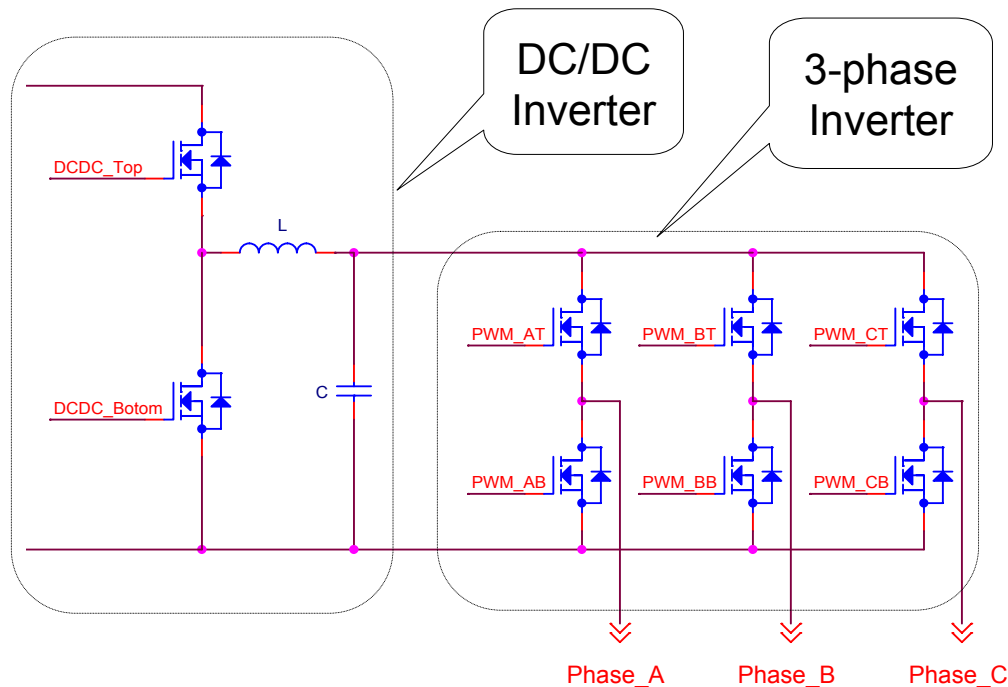 DC/DC
Inverter
3-phase
Inverter
DCDC_Top
L
PWM_AT
PWM_BT
PWM_CT
DCDC_Botom
C
PWM_AB
PWM_BB
PWM_CB
Phase_A
Phase_B
Phase_C